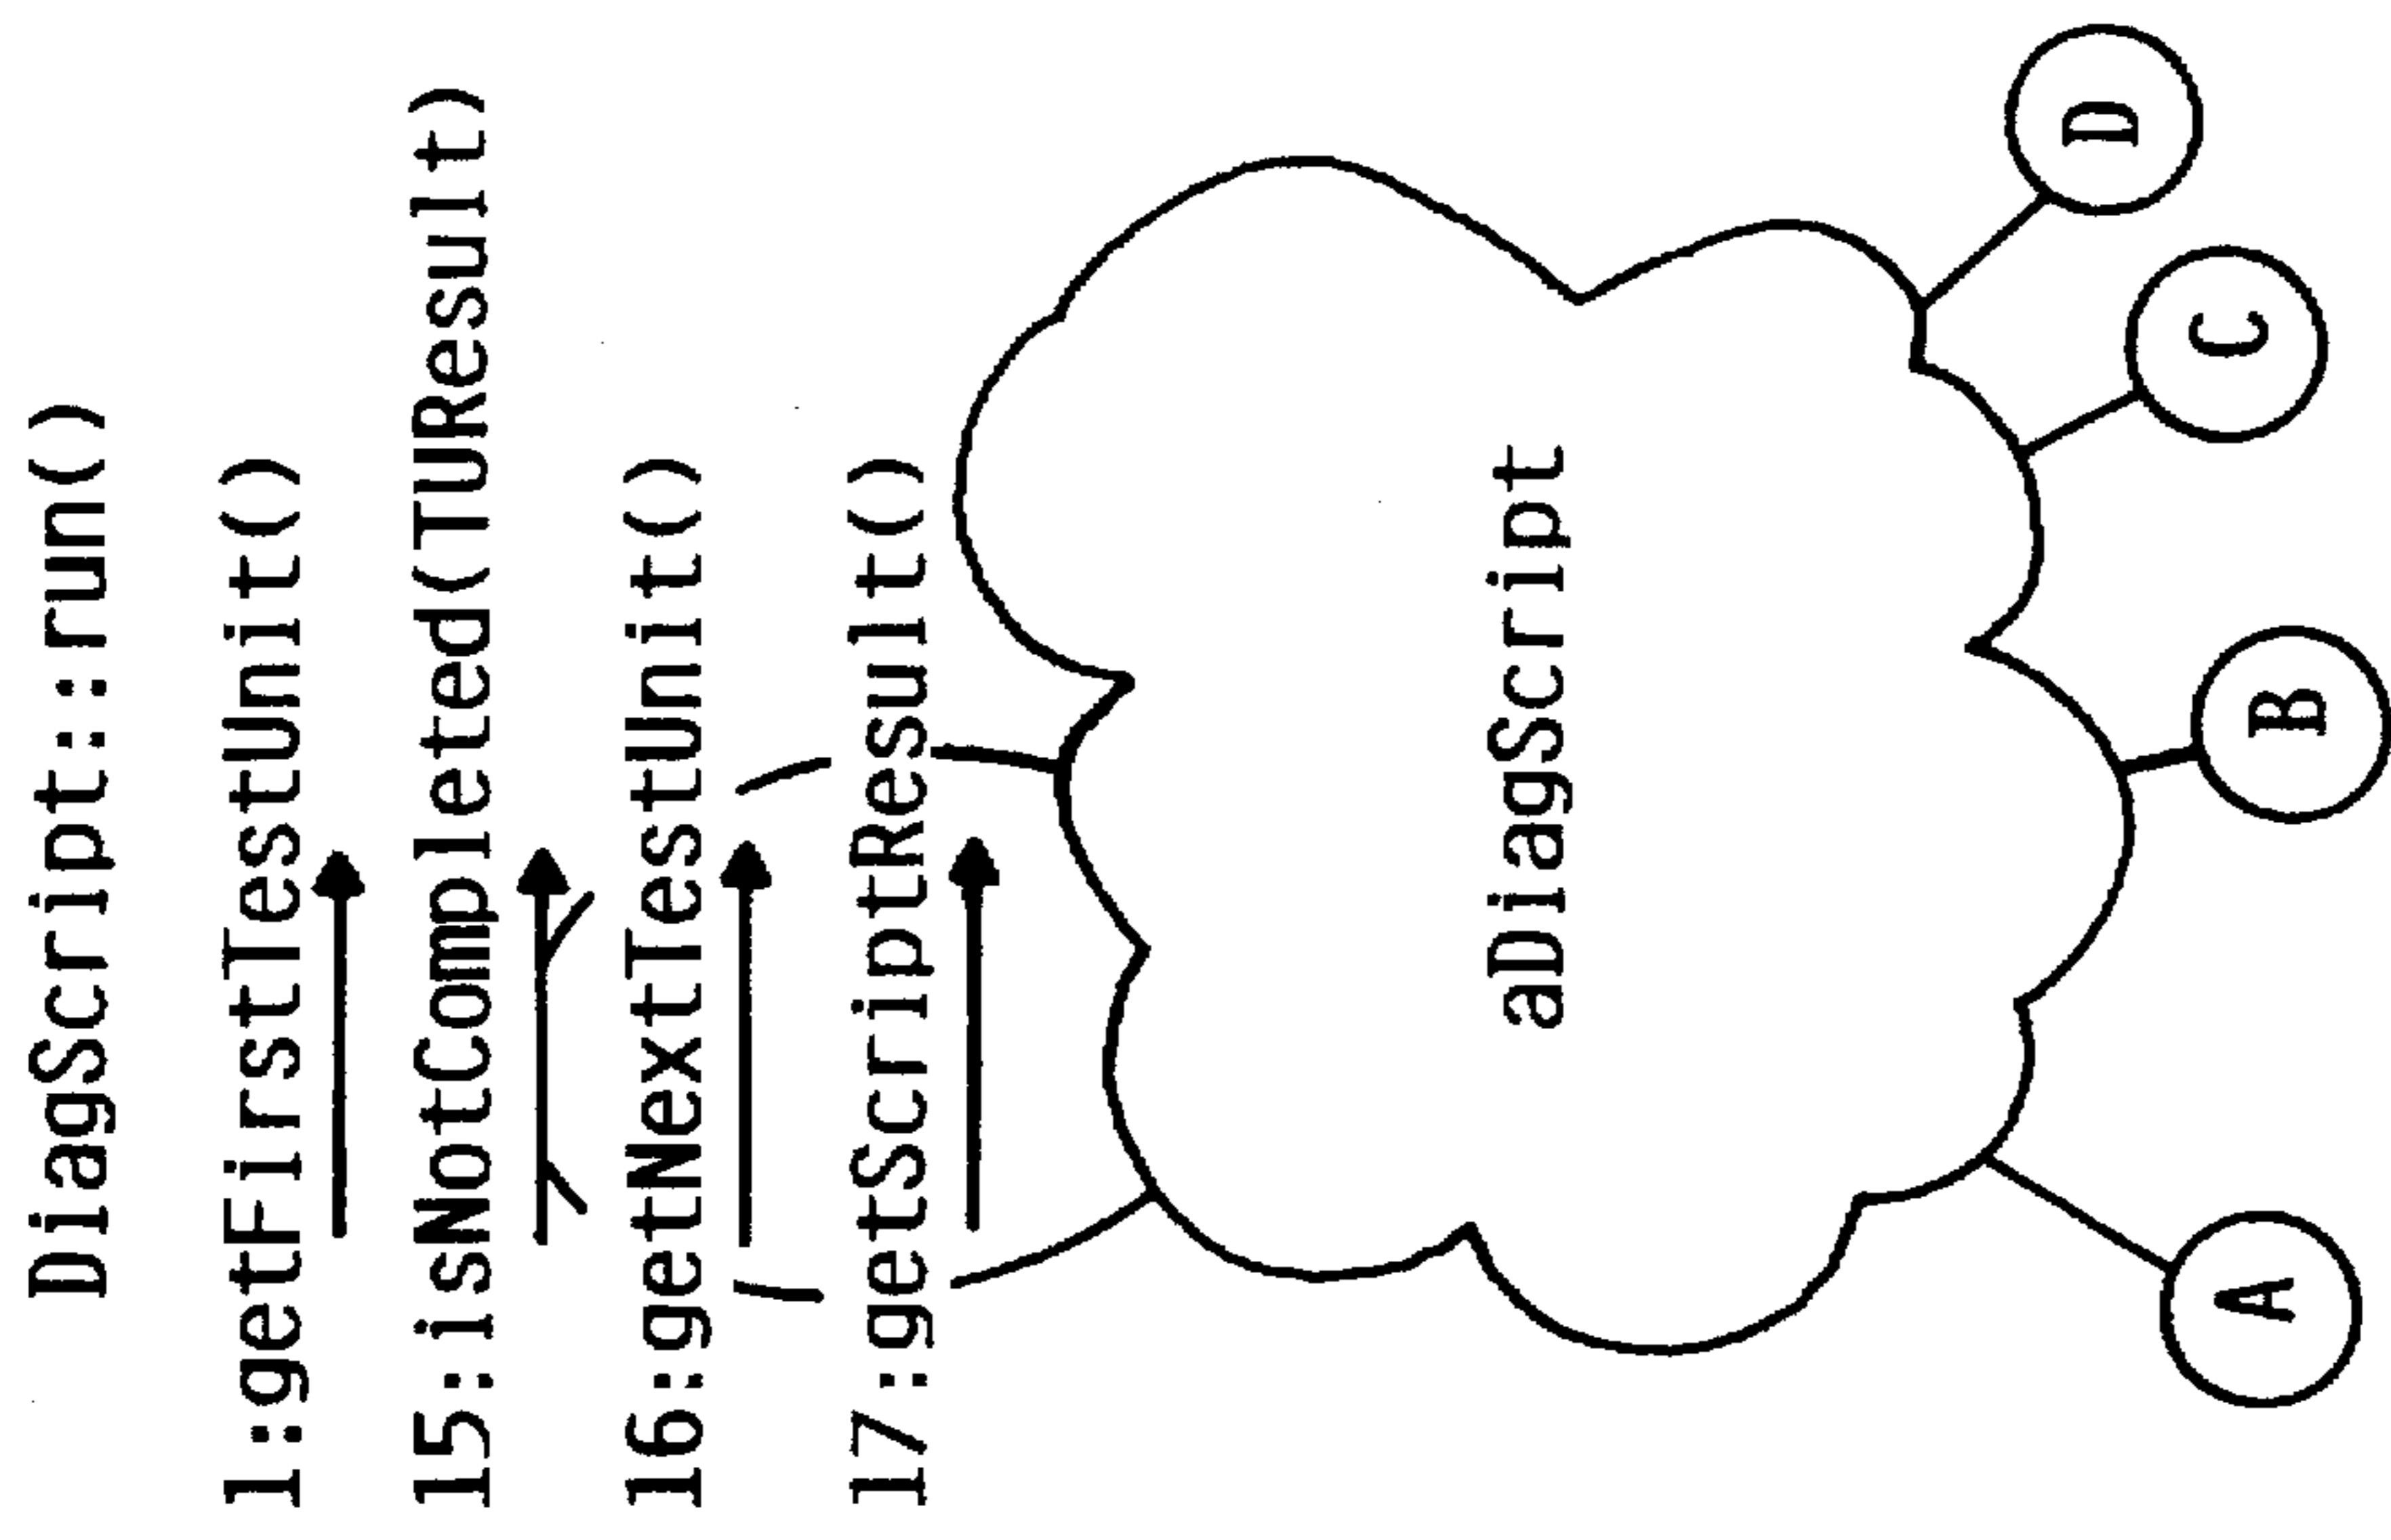 DiagScript::run()
1:getFirstTestUnit()
15:isNotCompleted(TUResult)
16:getNextTestUnit()
17:getScriptResult()
aDiagScript
A
B
C
D